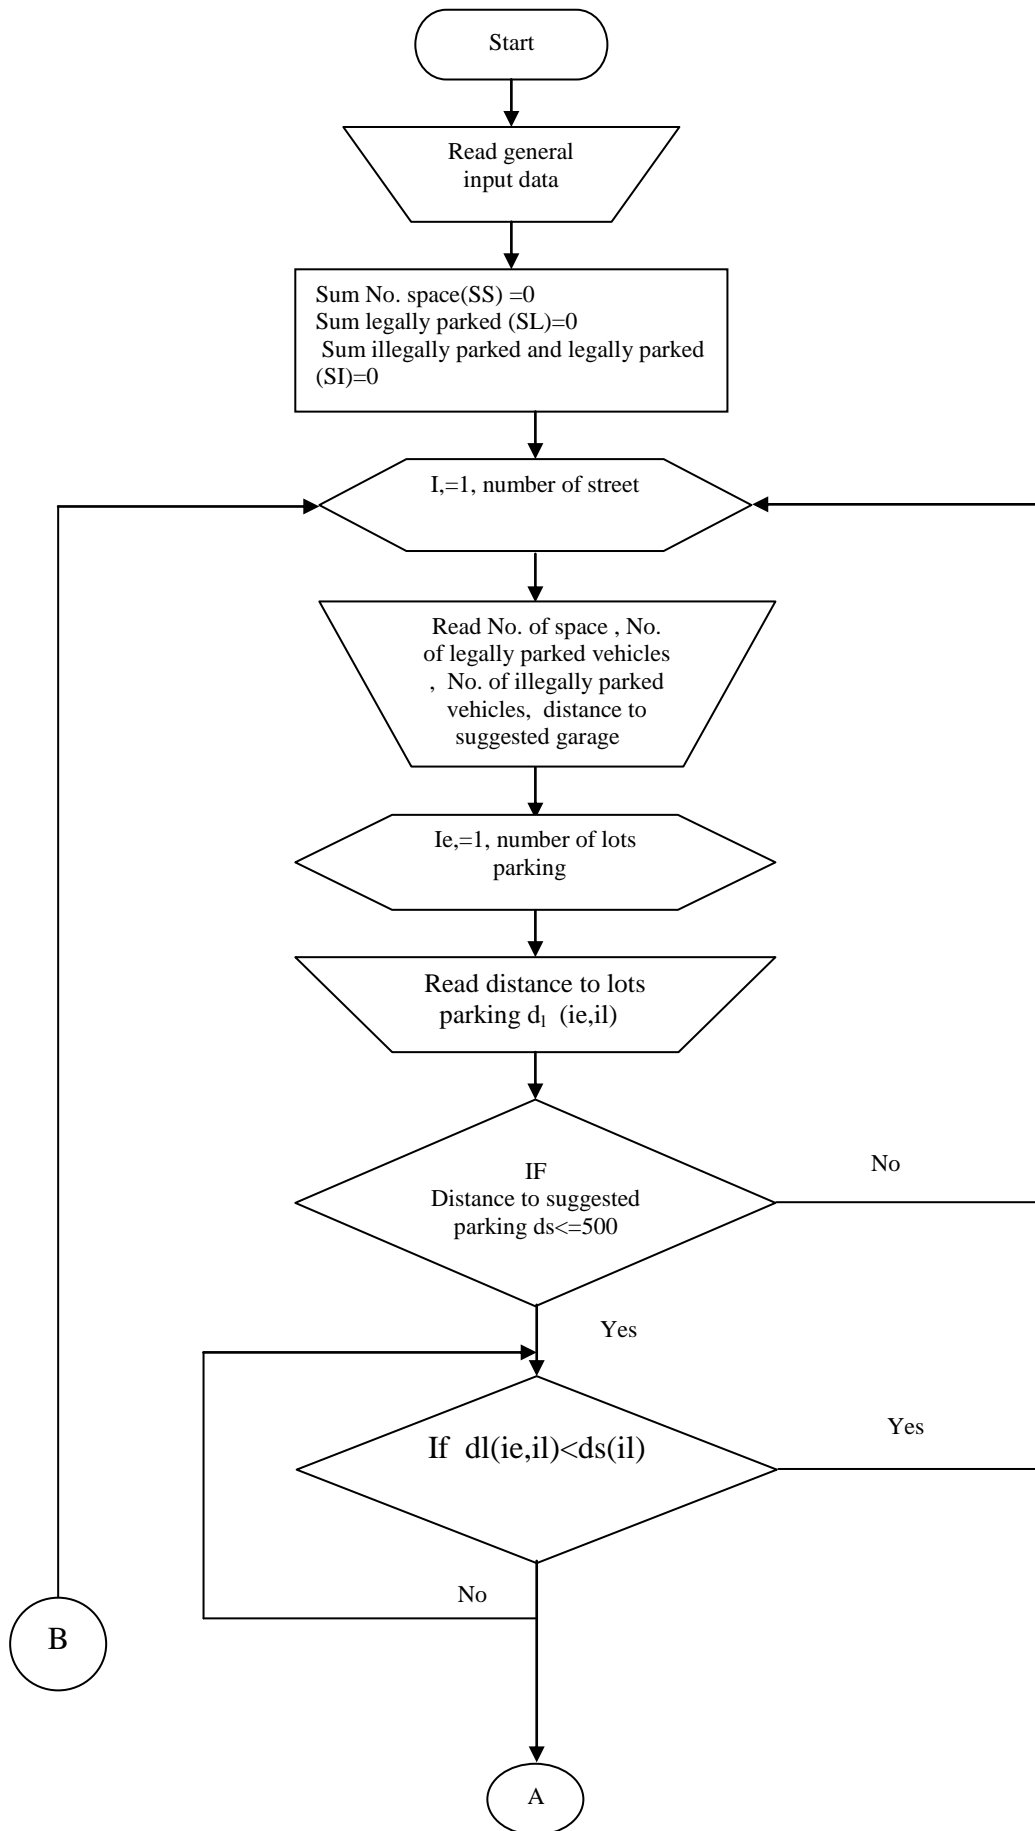 Start
Read general
input data
Sum No. space(SS) =0
Sum legally parked (SL)=0
Sum illegally parked and legally parked
(SI)=0
I,=1, number of street
Read No. of space , No.
of legally parked vehicles
, No. of illegally parked
vehicles, distance to
suggested garage
Ie,=1, number of lots
parking
Read distance to lots
parking dl (ie,il)
IF
Distance to suggested
parking ds<=500
No
Yes
If dl(ie,il)<ds(il)
Yes
No
B
A